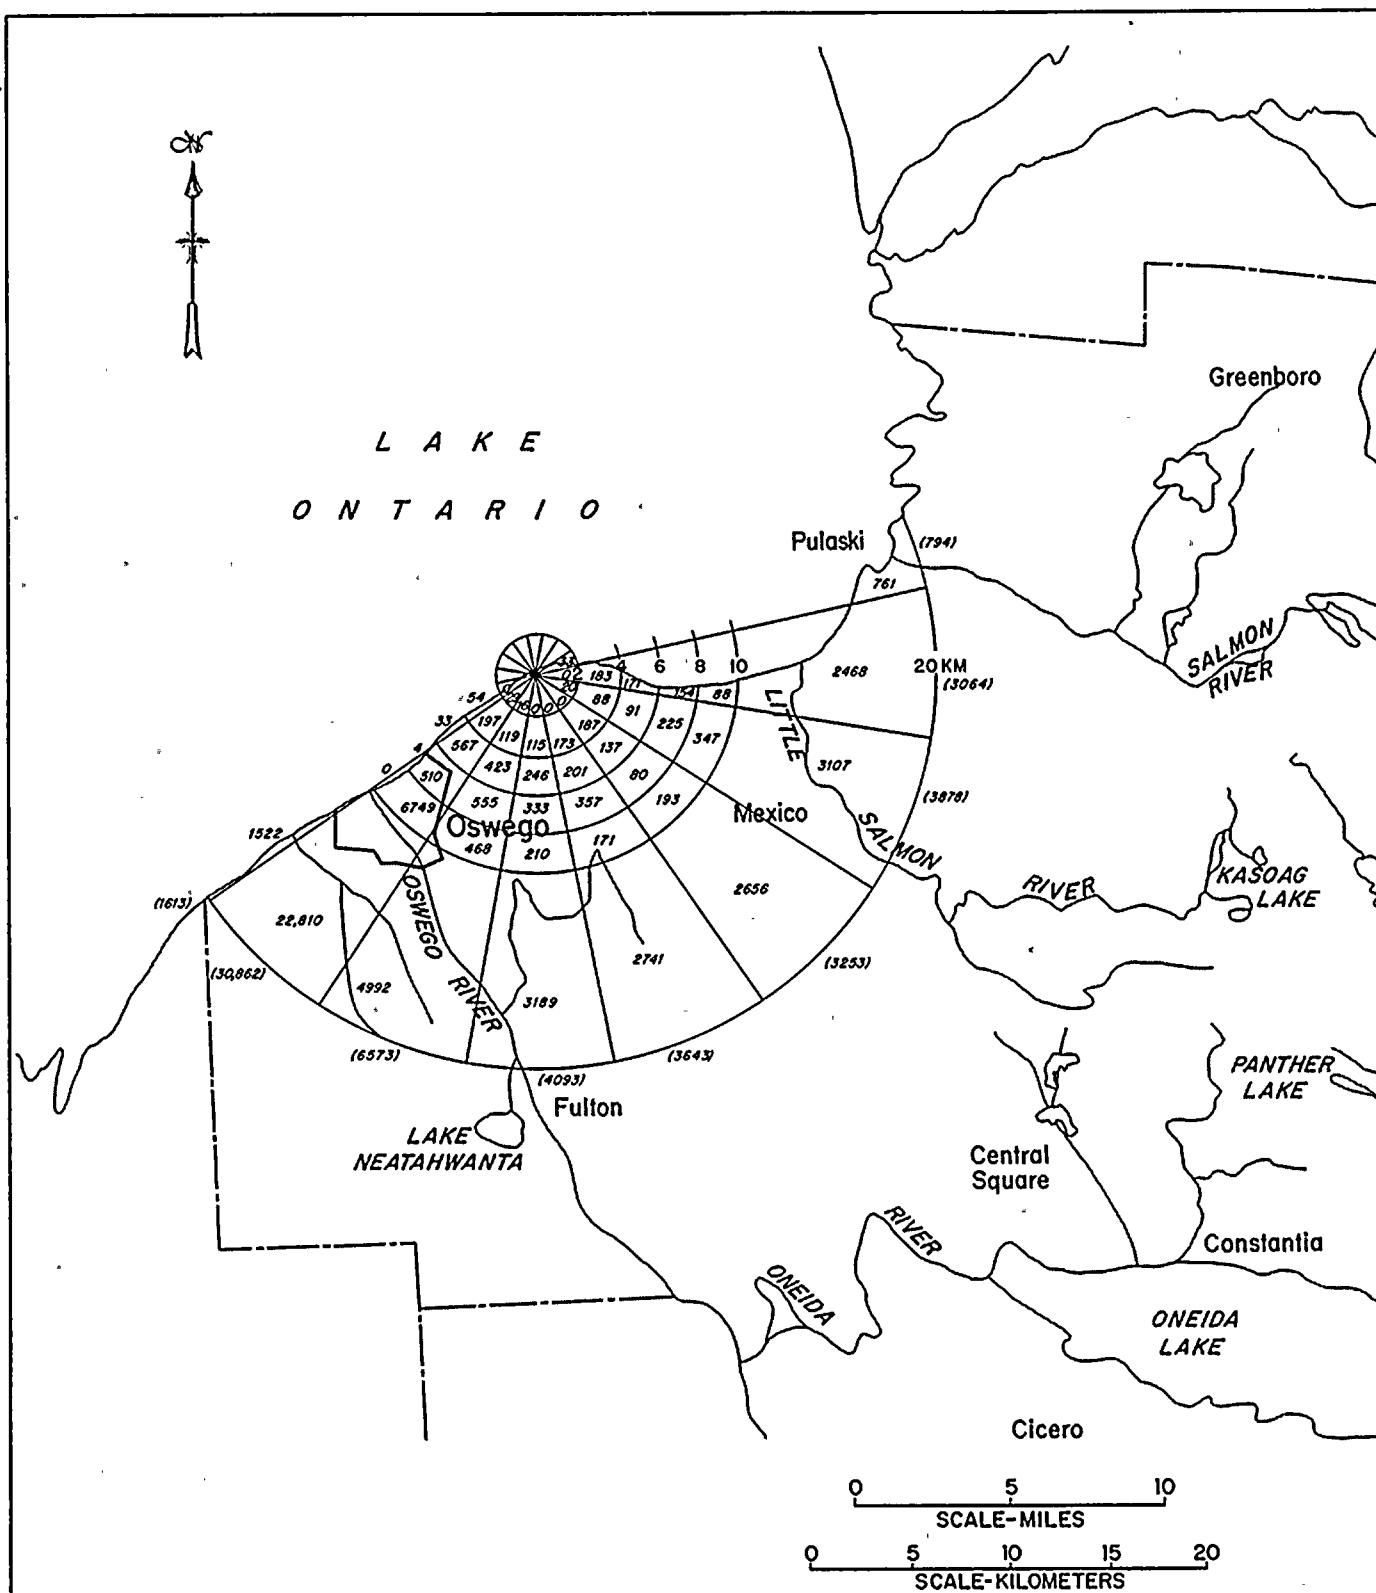 N
Greenboro
LAKE
ONTARIO
Pulaski
(794)
761
SALMON
RIVER
33
4 6 8 10
20 KM
2468
(3064)
183 171 154 88
LITTLE
54
197
88 91 225 347
33
567
119 115 173 187 137
3107
4
0
510
423 246 201 80
(3878)
6749
555 333 357 193
Mexico
Oswego
1522
468 210 171
SALMON
RIVER
KASOAG
LAKE
(1613)
22,810
OSWEGO
RIVER
2656
2741
(3253)
(30,862)
4992
3189
(6573)
(4093)
(3643)
Fulton
PANTHER
LAKE
LAKE
NEATAHWANTA
Central
Square
RIVER
Constantia
ONEIDA
ONEIDA
LAKE
Cicero
0 5 10
SCALE-MILES
0 5 10 15 20
SCALE-KILOMETERS